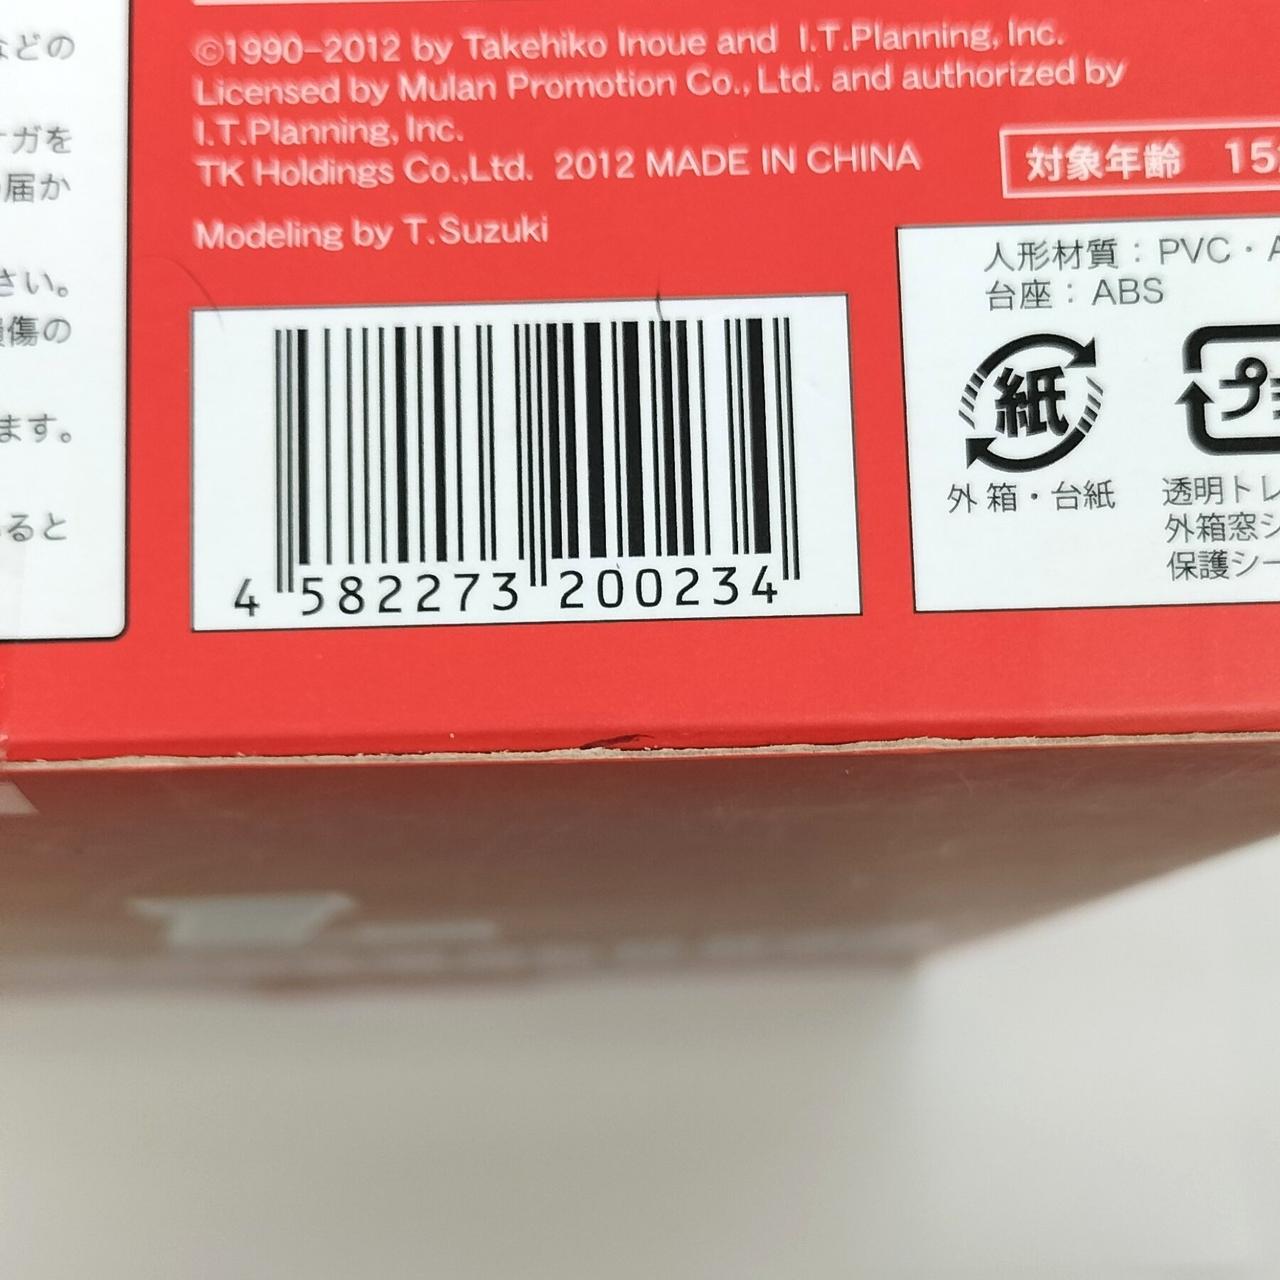 などの
ガを
届か
さい。
傷の
ます。
ると
©1990-2012 by Takehiko Inoue and I.T.Planning, Inc.
Licensed by Mulan Promotion Co., Ltd. and authorized by
I.T.Planning, Inc.
TK Holdings Co.,Ltd. 2012 MADE IN CHINA
Modeling by T.Suzuki
対象年齢 15
4 582273 200234
人形材質：PVC・A
台座：ABS
紙
外箱・台紙
プ
透明トレ
外箱窓シ
保護シー